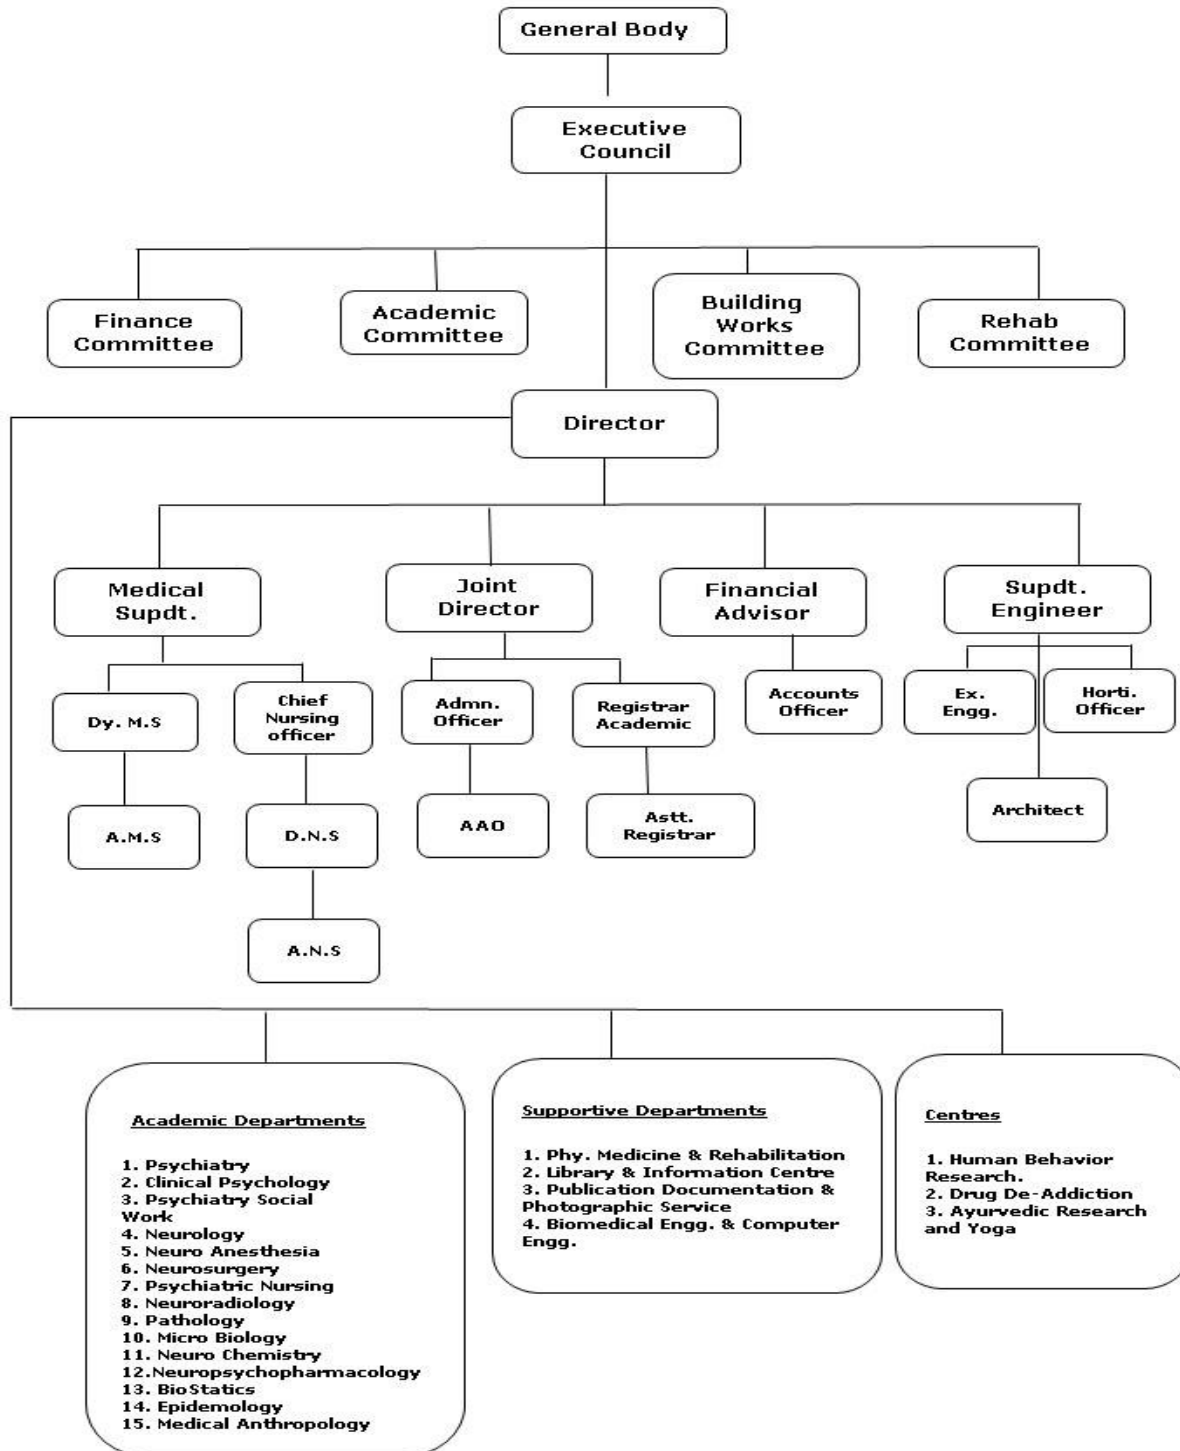 General Body
Executive
Council
Finance
Committee
Academic
Committee
Building
Works
Committee
Rehab
Committee
Director
Medical
Supdt.
Joint
Director
Financial
Advisor
Supdt.
Engineer
Dy. M.S
Chief
Nursing
officer
Admn.
Officer
Registrar
Academic
Accounts
Officer
Ex.
Engg.
Horti.
Officer
A.M.S
D.N.S
AAO
Astt.
Registrar
Architect
A.N.S
Academic Departments
1. Psychiatry
2. Clinical Psychology
3. Psychiatry Social
Work
4. Neurology
5. Neuro Anesthesia
6. Neurosurgery
7. Psychiatric Nursing
8. Neuroradiology
9. Pathology
10. Micro Biology
11. Neuro Chemistry
12.Neuropsychopharmacology
13. BioStatics
14. Epidemology
15. Medical Anthropology
Supportive Departments
1. Phy. Medicine & Rehabilitation
2. Library & Information Centre
3. Publication Documentation &
Photographic Service
4. Biomedical Engg. & Computer
Engg.
Centres
1. Human Behavior
Research.
2. Drug De-Addiction
3. Ayurvedic Research
and Yoga